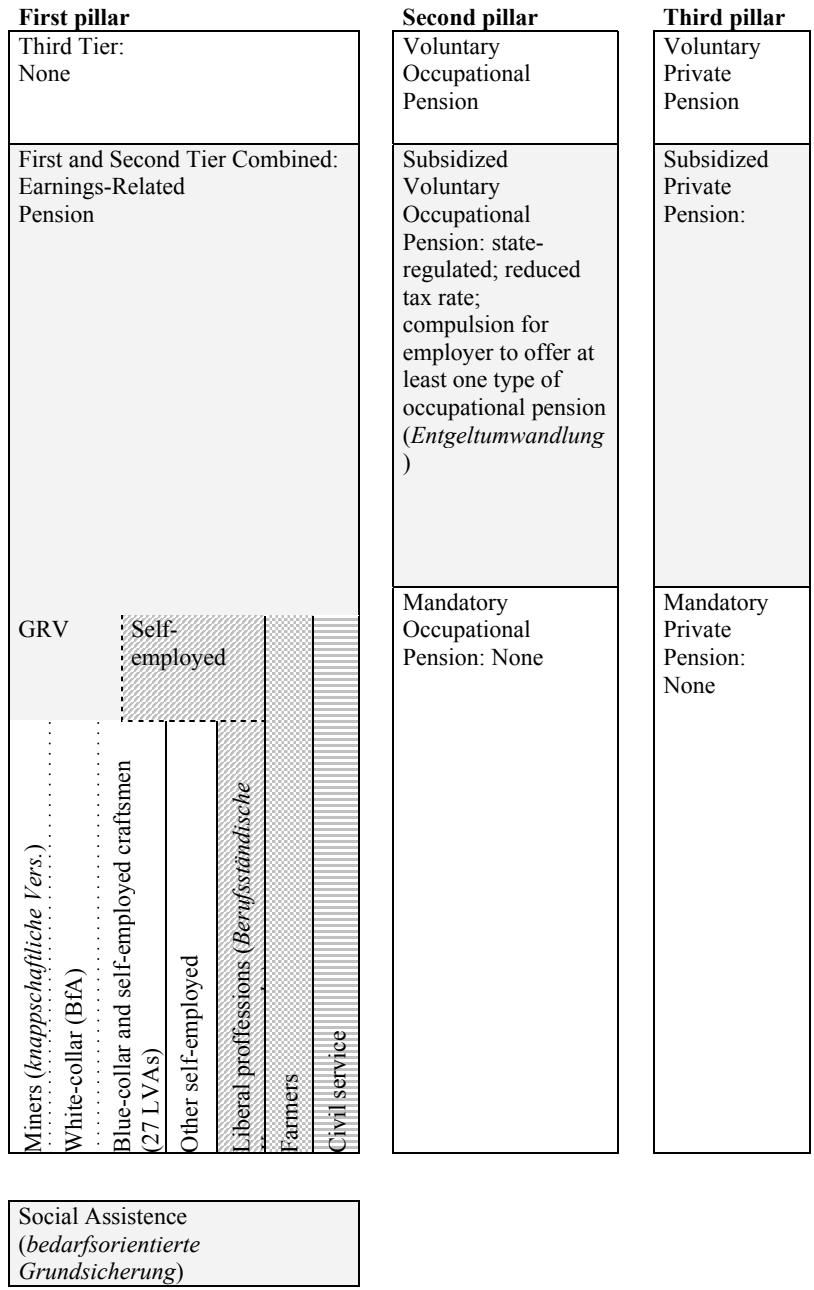 First pillar
Third Tier:
None
First and Second Tier Combined:
Earnings-Related
Pension
GRV
Self-
employed
Miners (knappschaftliche Vers.)
White-collar (BfA)
Blue-collar and self-employed craftsmen
(27 LVAs)
Other self-employed
Liberal proffessions (Berufsständische
Farmers
Civil service
Social Assistence
(bedarfsorientierte
Grundsicherung)
Second pillar
Voluntary
Occupational
Pension
Subsidized
Voluntary
Occupational
Pension: state-
regulated; reduced
tax rate;
compulsion for
employer to offer at
least one type of
occupational pension
(Entgeltumwandlung
)
Mandatory
Occupational
Pension: None
Third pillar
Voluntary
Private
Pension
Subsidized
Private
Pension:
Mandatory
Private
Pension:
None